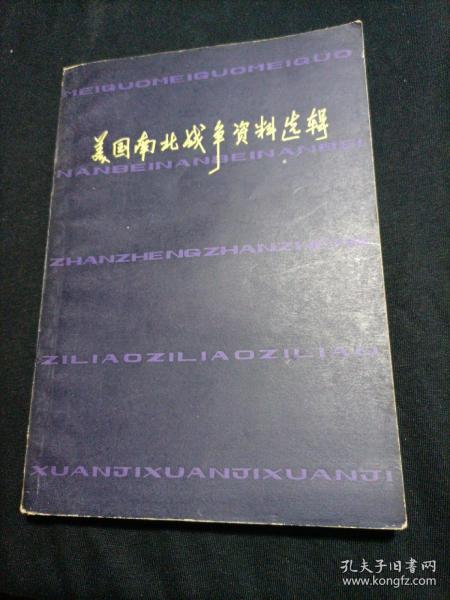 MEIGUOMEIGUOMEIGUO
美国南北战争资料选辑
NANBEINANBEINANBEI
ZHANZHENGZHANZHENG
ZILIAOZILIAOZILIAO
XUANJIXUANJIXUANJI
孔夫子旧书网
www.kongfz.com